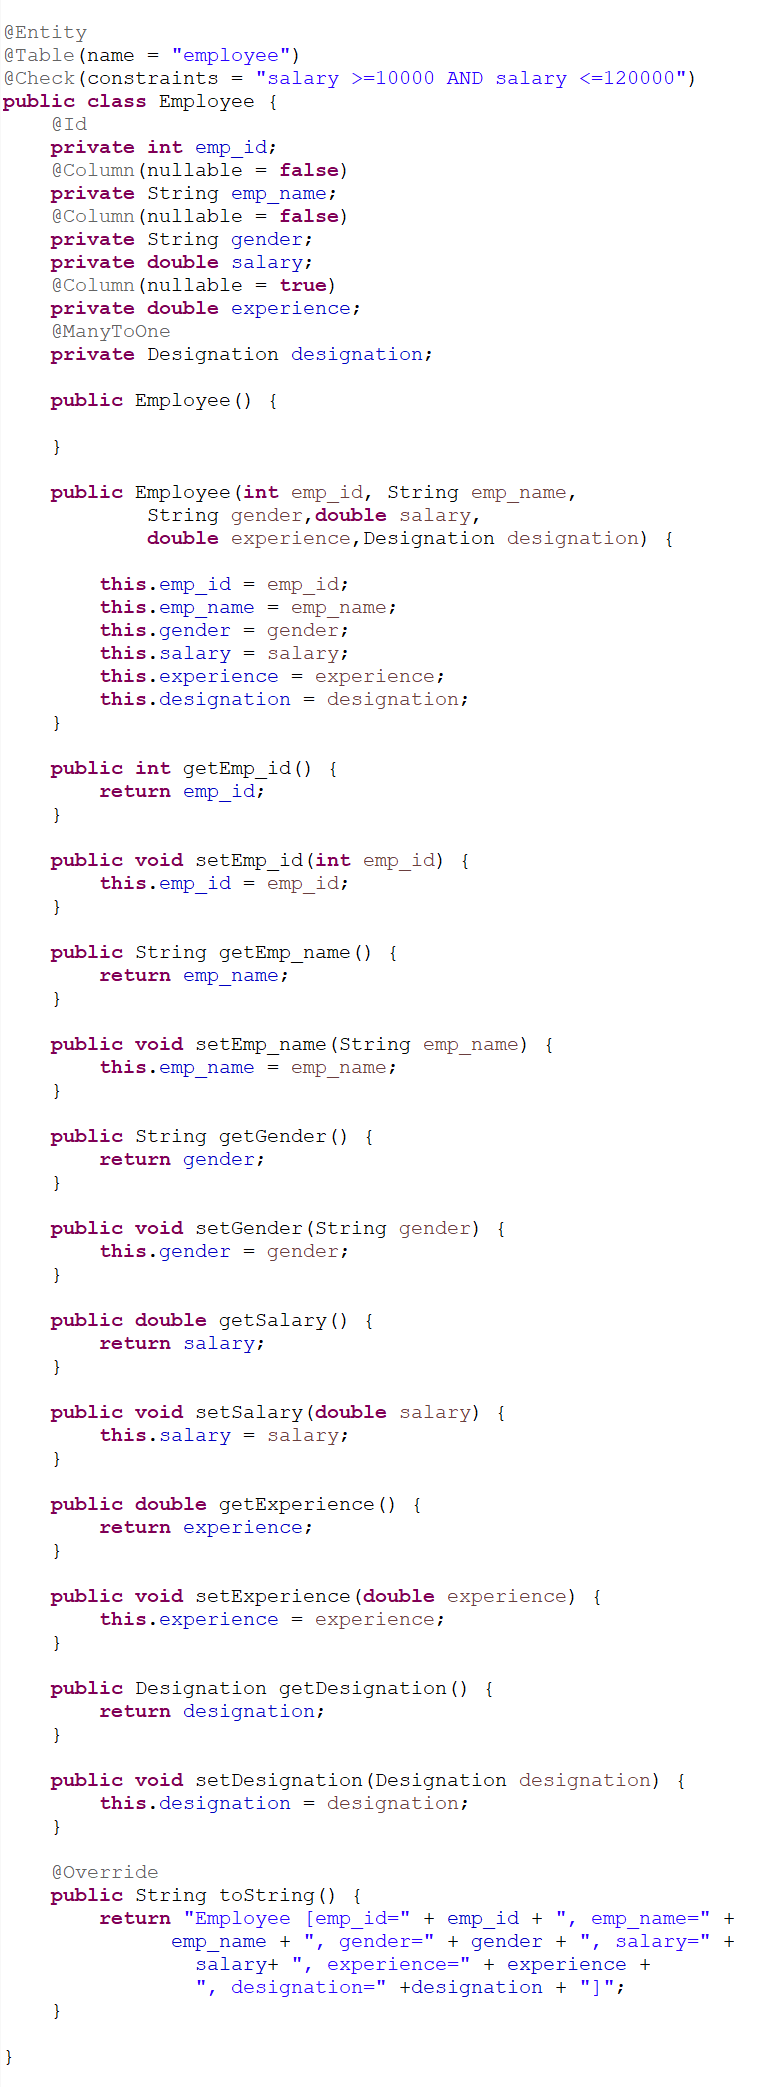 @Entity
@Table(name = "employee")
@Check(constraints = "salary >=10000 AND salary <=120000")
public class Employee {
    @Id
    private int emp_id;
    @Column(nullable = false)
    private String emp_name;
    @Column(nullable = false)
    private String gender;
    private double salary;
    @Column(nullable = true)
    private double experience;
    @ManyToOne
    private Designation designation;

    public Employee() {

    }

    public Employee(int emp_id, String emp_name,
            String gender,double salary,
            double experience,Designation designation) {

        this.emp_id = emp_id;
        this.emp_name = emp_name;
        this.gender = gender;
        this.salary = salary;
        this.experience = experience;
        this.designation = designation;
    }

    public int getEmp_id() {
        return emp_id;
    }

    public void setEmp_id(int emp_id) {
        this.emp_id = emp_id;
    }

    public String getEmp_name() {
        return emp_name;
    }

    public void setEmp_name(String emp_name) {
        this.emp_name = emp_name;
    }

    public String getGender() {
        return gender;
    }

    public void setGender(String gender) {
        this.gender = gender;
    }

    public double getSalary() {
        return salary;
    }

    public void setSalary(double salary) {
        this.salary = salary;
    }

    public double getExperience() {
        return experience;
    }

    public void setExperience(double experience) {
        this.experience = experience;
    }

    public Designation getDesignation() {
        return designation;
    }

    public void setDesignation(Designation designation) {
        this.designation = designation;
    }

    @Override
    public String toString() {
        return "Employee [emp_id=" + emp_id + ", emp_name=" +
              emp_name + ", gender=" + gender + ", salary=" +
                salary+ ", experience=" + experience +
                ", designation=" +designation + "]";
    }

}